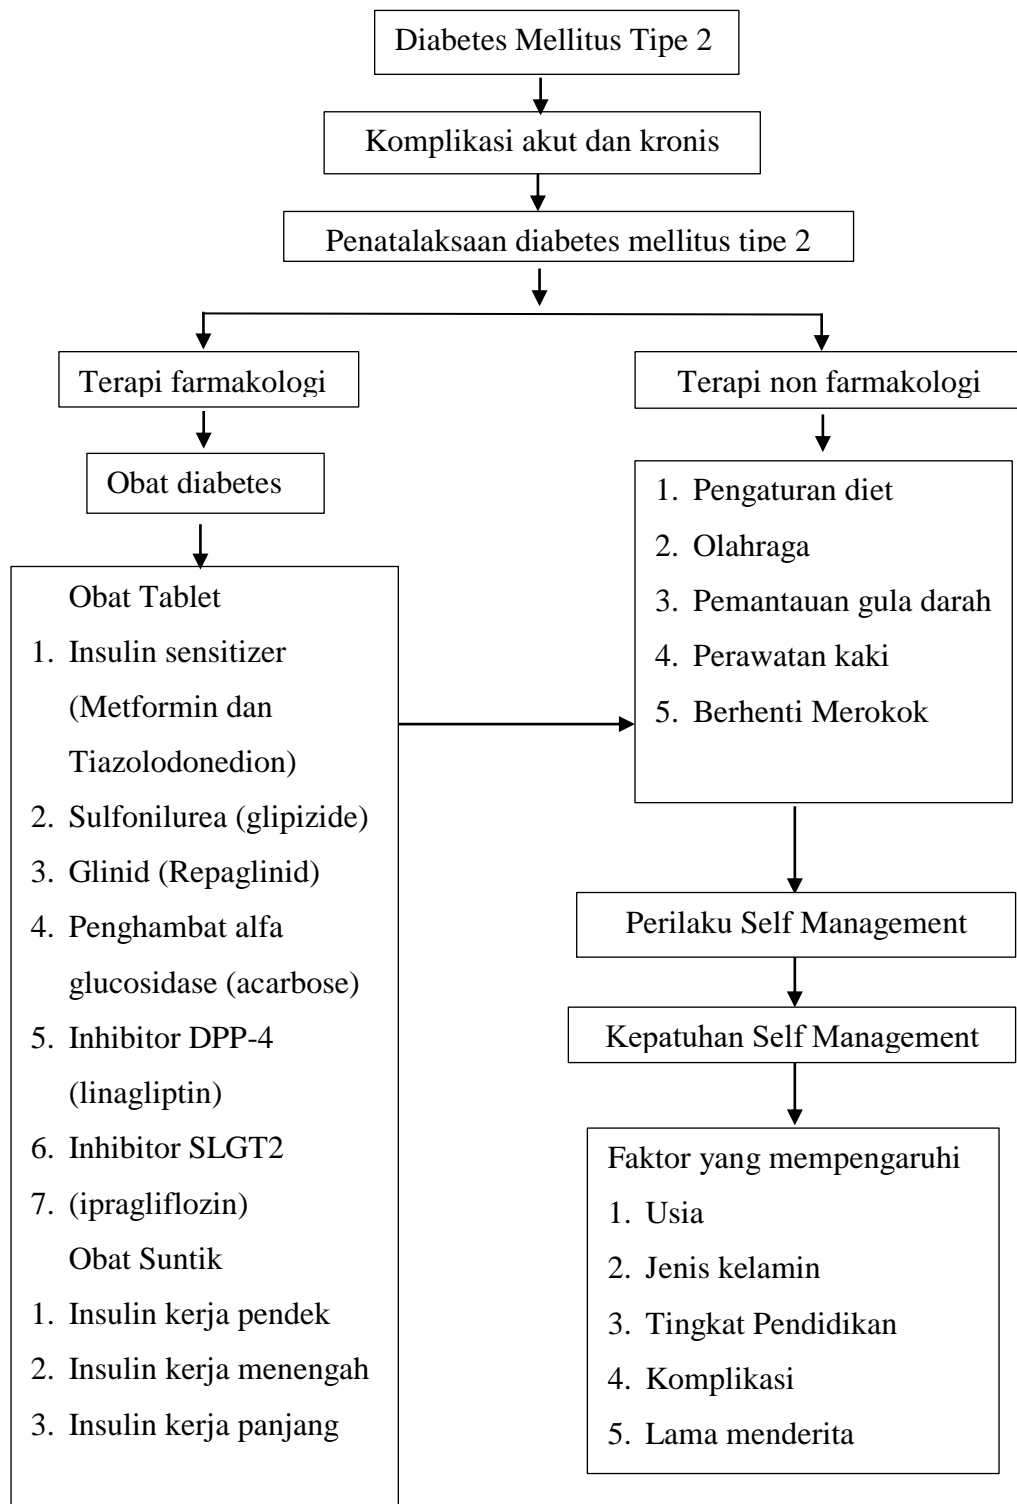 Diabetes Mellitus Tipe 2
Komplikasi akut dan kronis
Penatalaksaan diabetes mellitus tipe 2
Terapi farmakologi
Terapi non farmakologi
Obat diabetes
Obat Tablet
1. Insulin sensitizer
(Metformin dan
Tiazolodonedion)
2. Sulfonilurea (glipizide)
3. Glinid (Repaglinid)
4. Penghambat alfa
glucosidase (acarbose)
5. Inhibitor DPP-4
(linagliptin)
6. Inhibitor SLGT2
7. (ipragliflozin)
Obat Suntik
1. Insulin kerja pendek
2. Insulin kerja menengah
3. Insulin kerja panjang
1. Pengaturan diet
2. Olahraga
3. Pemantauan gula darah
4. Perawatan kaki
5. Berhenti Merokok
Perilaku Self Management
Kepatuhan Self Management
Faktor yang mempengaruhi
1. Usia
2. Jenis kelamin
3. Tingkat Pendidikan
4. Komplikasi
5. Lama menderita